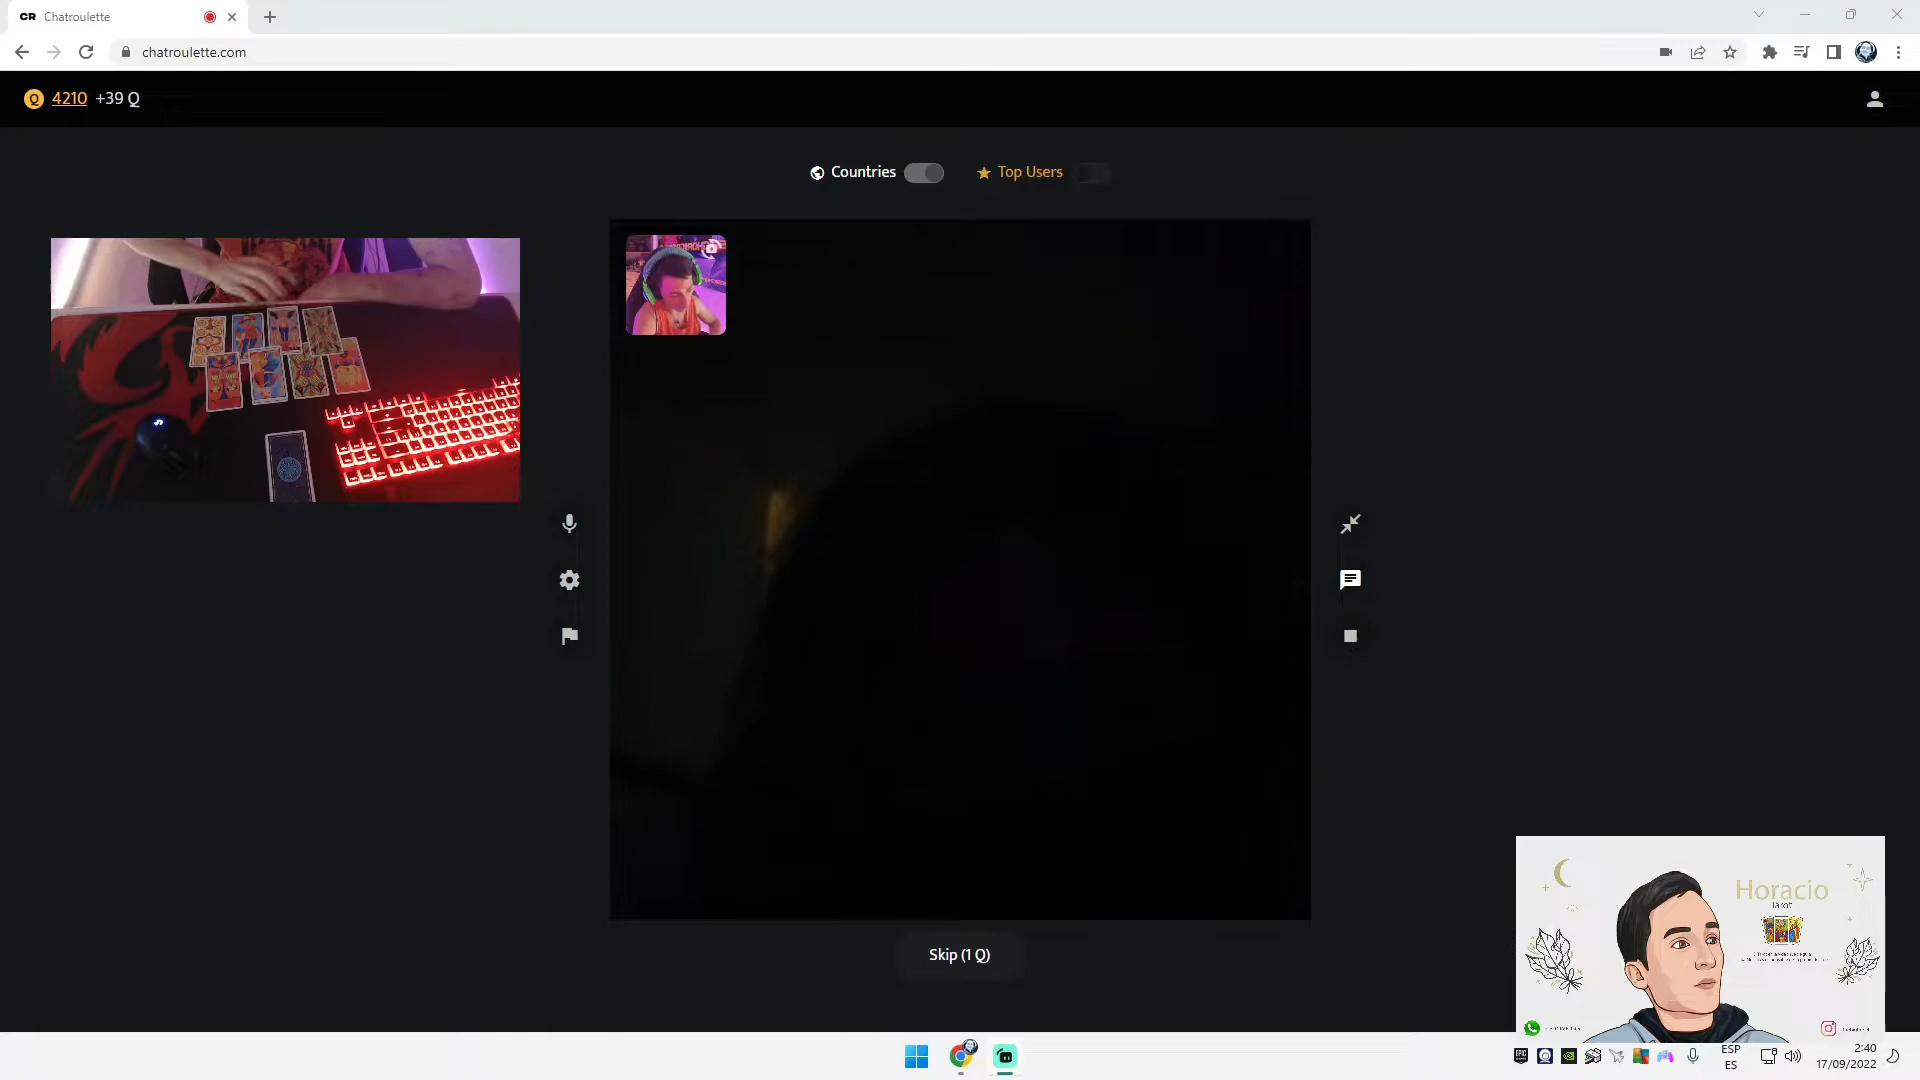 CR Chatroulette
chatroulette.com
Q 4210 +39 Q
Countries
Top Users
Skip (1 Q)
Horacio
Tarot
ESP
ES
2:40
17/09/2022